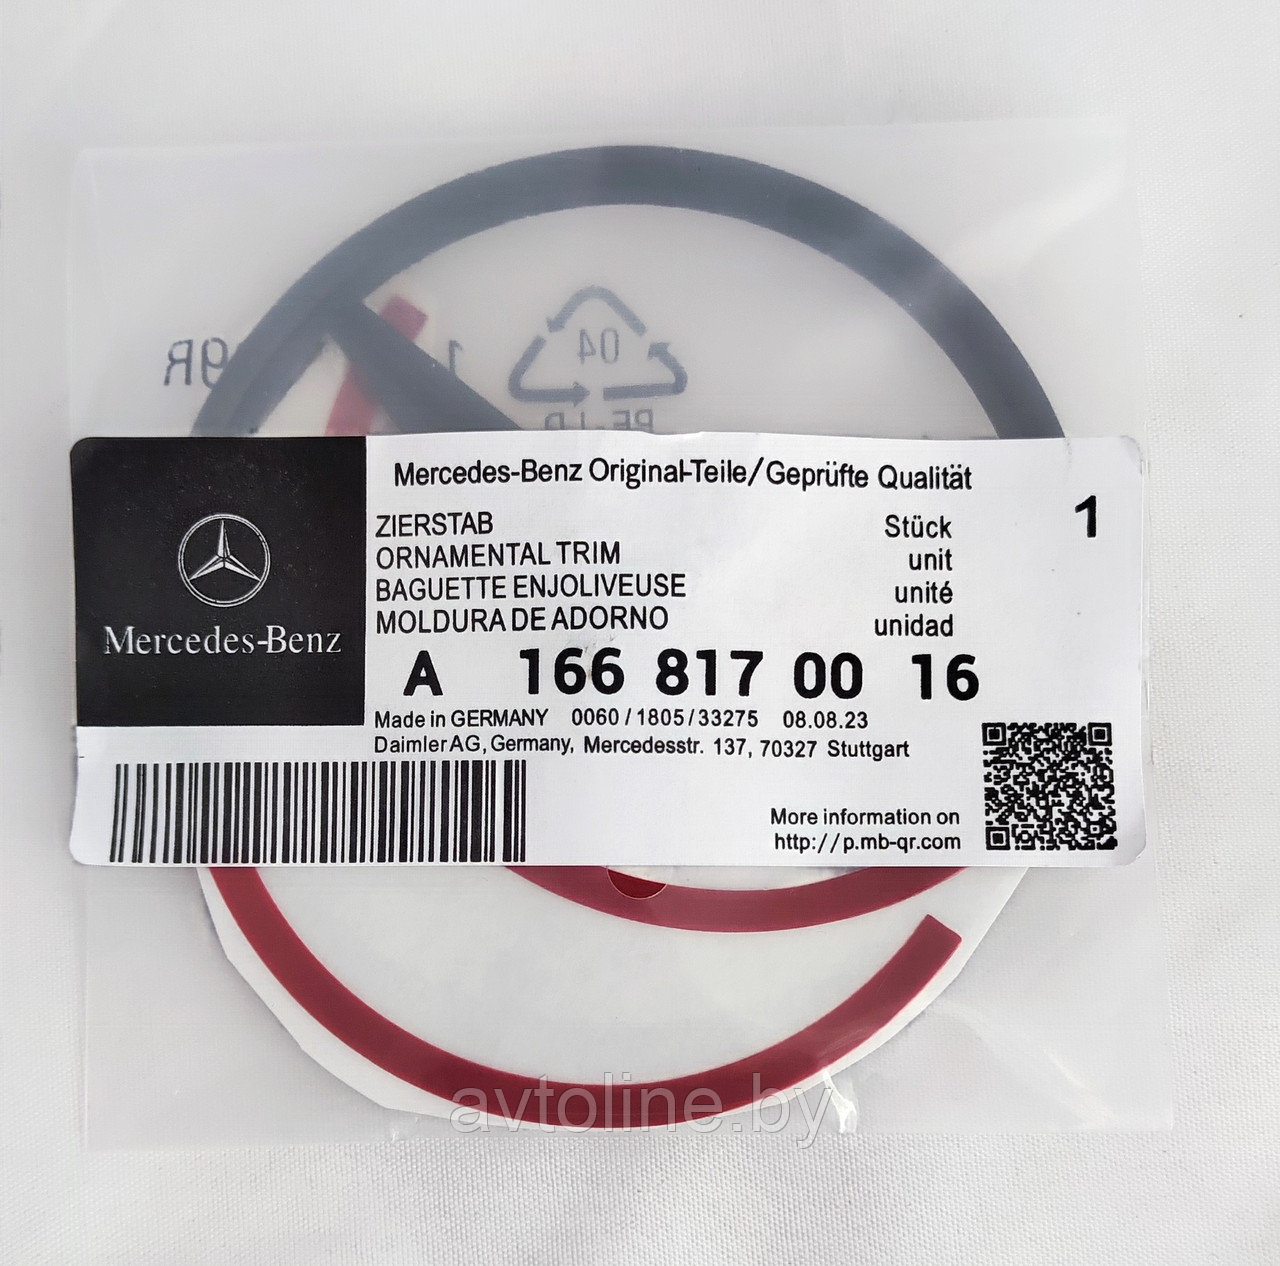 04
Mercedes-Benz Original-Teile/Geprüfte Qualität
1
ZIERSTAB Stück
ORNAMENTAL TRIM unit
BAGUETTE ENJOLIVEUSE unité
MOLDURA DE ADORNO unidad
Mercedes-Benz
A 166 817 00 16
Made in GERMANY 0060/1805/33275 08.08.23
Daimler AG, Germany, Mercedesstr. 137, 70327 Stuttgart
More information on
http://p.mb-qr.com
avtoline.by